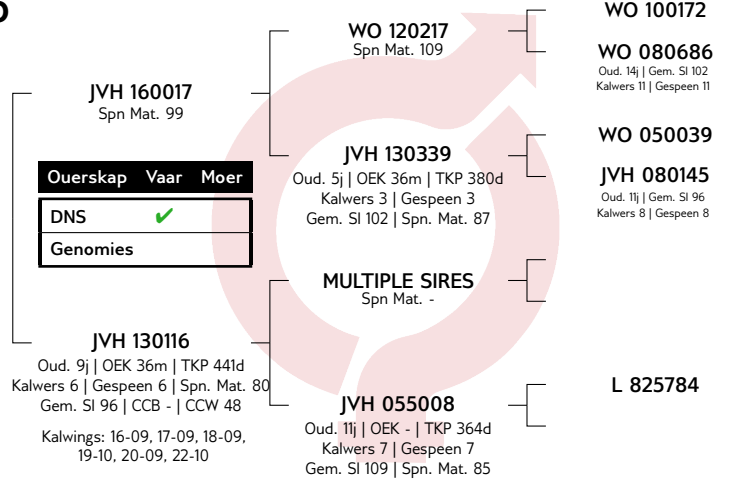 JVH 160017
Spn Mat. 99
Ouerskap Vaar Moer
DNS ✔
Genomies
JVH 130116
Oud. 9j | OEK 36m | TKP 441d
Kalwers 6 | Gespeen 6 | Spn. Mat. 80
Gem. SI 96 | CCB - | CCW 48
Kalwings: 16-09, 17-09, 18-09,
19-10, 20-09, 22-10
WO 120217
Spn Mat. 109
JVH 130339
Oud. 5j | OEK 36m | TKP 380d
Kalwers 3 | Gespeen 3
Gem. SI 102 | Spn. Mat. 87
MULTIPLE SIRES
Spn Mat. -
JVH 055008
Oud. 11j | OEK - | TKP 364d
Kalwers 7 | Gespeen 7
Gem. SI 109 | Spn. Mat. 85
WO 100172
WO 080686
Oud. 14j | Gem. SI 102
Kalwers 11 | Gespeen 11
WO 050039
JVH 080145
Oud. 11j | Gem. SI 96
Kalwers 8 | Gespeen 8
L 825784